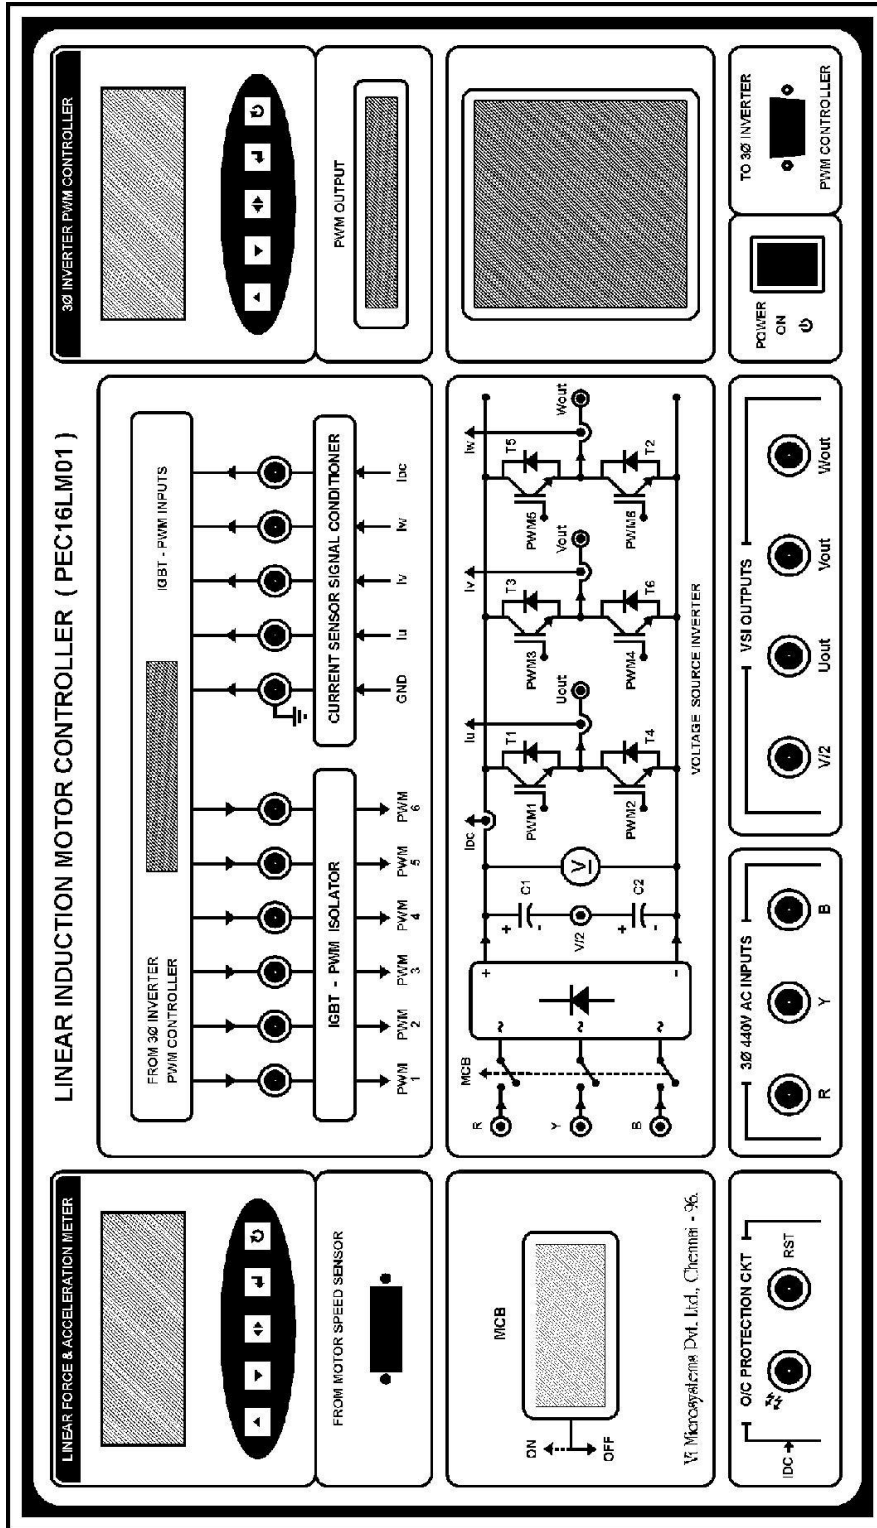 LINEAR INDUCTION MOTOR CONTROLLER ( PEC16LM01 )
LINEAR FORCE & ACCELERATION METER
FROM MOTOR SPEED SENSOR
MCB
ON
OFF
Vi Microsystems Pvt. Ltd., Chennai - 96.
O/C PROTECTION CKT
IDC
RST
FROM 3Ø INVERTER
PWM CONTROLLER
IGBT - PWM INPUTS
IGBT - PWM ISOLATOR
PWM 1
PWM 2
PWM 3
PWM 4
PWM 5
PWM 6
CURRENT SENSOR SIGNAL CONDITIONER
GND
Iu
Iv
Iw
IDC
R
Y
B
MCB
~
~
~
+
-
+
C1
-
V/2
+
C2
-
V
IDC
Iu
T1
PWM1
Uout
T4
PWM2
Iv
T3
PWM3
Vout
T6
PWM4
Iw
T5
PWM5
Wout
T2
PWM6
VOLTAGE SOURCE INVERTER
3Ø 440V AC INPUTS
R
Y
B
VSI OUTPUTS
V/2
Uout
Vout
Wout
3Ø INVERTER PWM CONTROLLER
PWM OUTPUT
POWER
ON
TO 3Ø INVERTER
PWM CONTROLLER